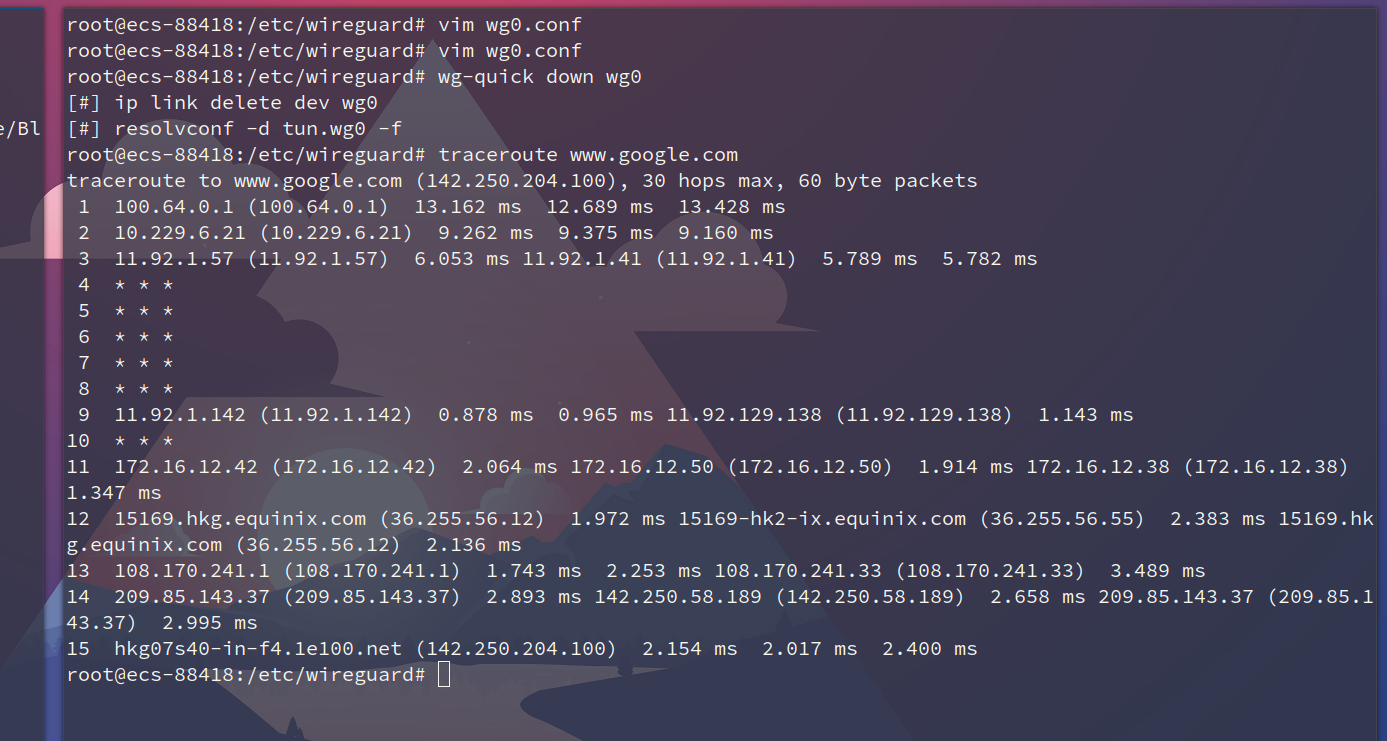 root@ecs-88418:/etc/wireguard# vim wg0.conf
root@ecs-88418:/etc/wireguard# vim wg0.conf
root@ecs-88418:/etc/wireguard# wg-quick down wg0
[#] ip link delete dev wg0
e/Bl
[#] resolvconf -d tun.wg0 -f
root@ecs-88418:/etc/wireguard# traceroute www.google.com
traceroute to www.google.com (142.250.204.100), 30 hops max, 60 byte packets
1  100.64.0.1 (100.64.0.1)  13.162 ms  12.689 ms  13.428 ms
2  10.229.6.21 (10.229.6.21)  9.262 ms  9.375 ms  9.160 ms
3  11.92.1.57 (11.92.1.57)  6.053 ms 11.92.1.41 (11.92.1.41)  5.789 ms  5.782 ms
4  * * *
5  * * *
6  * * *
7  * * *
8  * * *
9  11.92.1.142 (11.92.1.142)  0.878 ms  0.965 ms 11.92.129.138 (11.92.129.138)  1.143 ms
10  * * *
11  172.16.12.42 (172.16.12.42)  2.064 ms 172.16.12.50 (172.16.12.50)  1.914 ms 172.16.12.38 (172.16.12.38)
1.347 ms
12  15169.hkg.equinix.com (36.255.56.12)  1.972 ms 15169-hk2-ix.equinix.com (36.255.56.55)  2.383 ms 15169.hk
g.equinix.com (36.255.56.12)  2.136 ms
13  108.170.241.1 (108.170.241.1)  1.743 ms  2.253 ms 108.170.241.33 (108.170.241.33)  3.489 ms
14  209.85.143.37 (209.85.143.37)  2.893 ms 142.250.58.189 (142.250.58.189)  2.658 ms 209.85.143.37 (209.85.1
43.37)  2.995 ms
15  hkg07s40-in-f4.1e100.net (142.250.204.100)  2.154 ms  2.017 ms  2.400 ms
root@ecs-88418:/etc/wireguard#